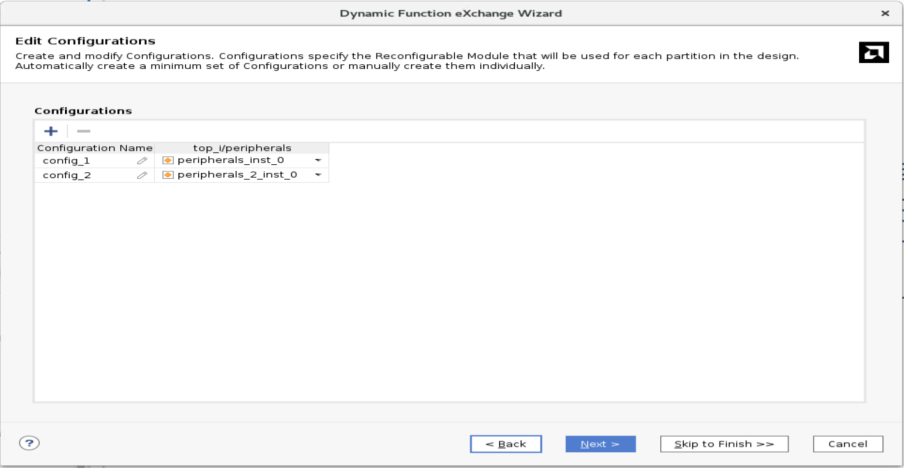 Dynamic Function eXchange Wizard
Edit Configurations
Create and modify Configurations. Configurations specify the Reconfigurable Module that will be used for each partition in the design.
Automatically create a minimum set of Configurations or manually create them individually.
Configurations
Configuration Name top_i/peripherals
config_1 peripherals_inst_0
config_2 peripherals_2_inst_0
? < Back Next > Skip to Finish >> Cancel